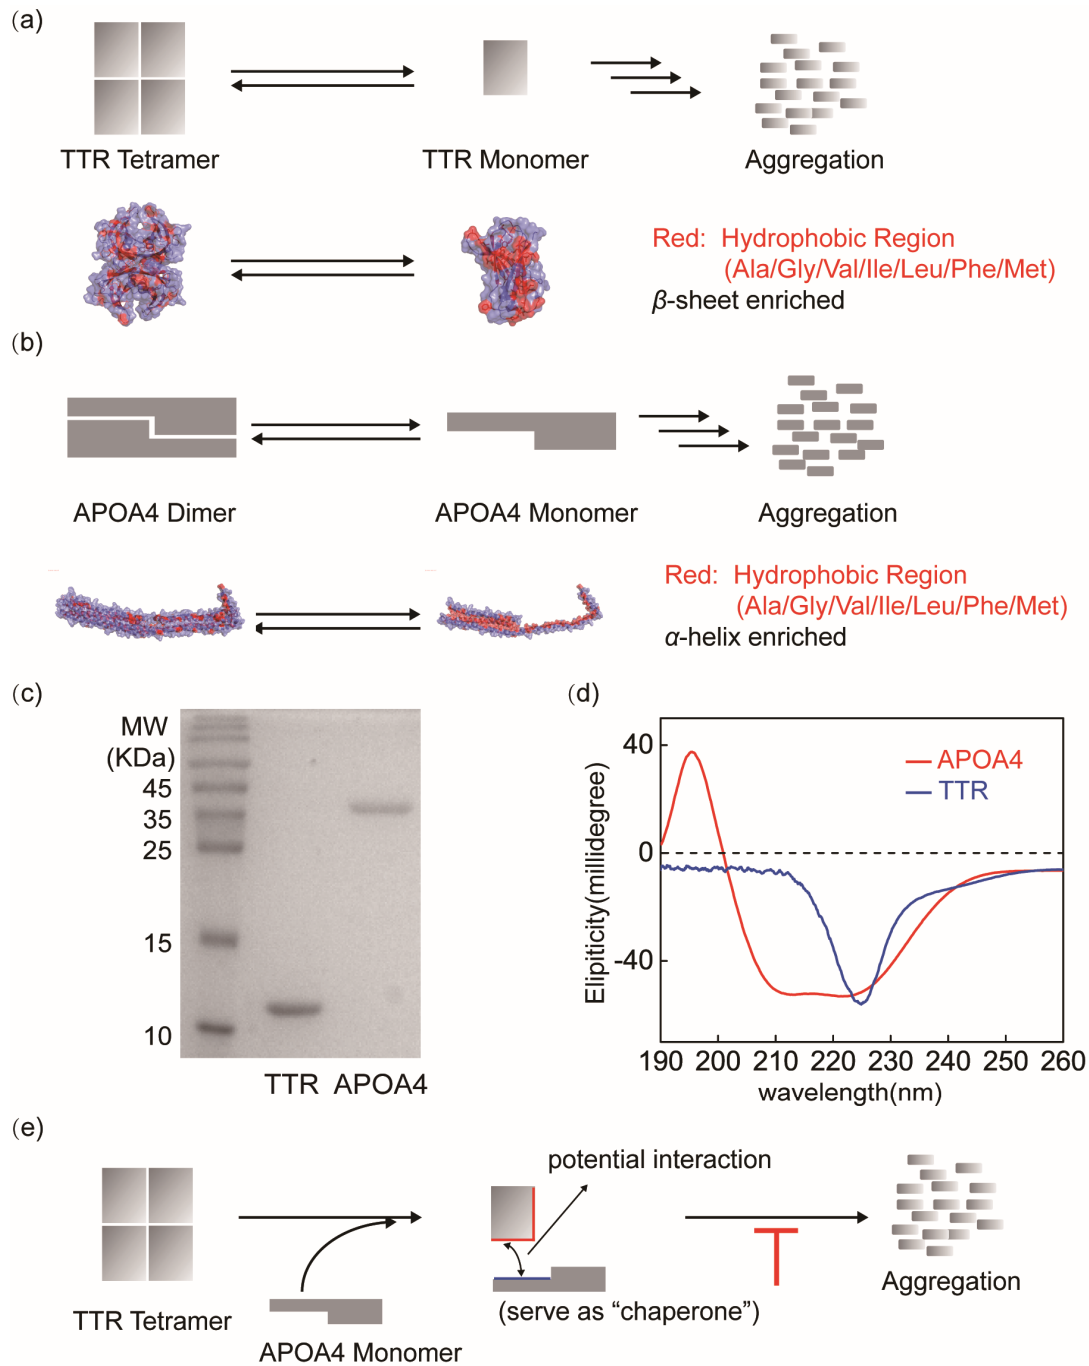 (a)
TTR Tetramer
TTR Monomer
Aggregation
Red: Hydrophobic Region
(Ala/Gly/Val/Ile/Leu/Phe/Met)
β-sheet enriched
(b)
APOA4 Dimer
APOA4 Monomer
Aggregation
Red: Hydrophobic Region
(Ala/Gly/Val/Ile/Leu/Phe/Met)
α-helix enriched
(c)
MW
(KDa)
45
35
25
15
10
TTR APOA4
(d)
Elipiticity(millidegree)
40
0
-40
APOA4
TTR
190 200 210 220 230 240 250 260
wavelength(nm)
(e)
potential interaction
(serve as “chaperone”)
TTR Tetramer
APOA4 Monomer
Aggregation